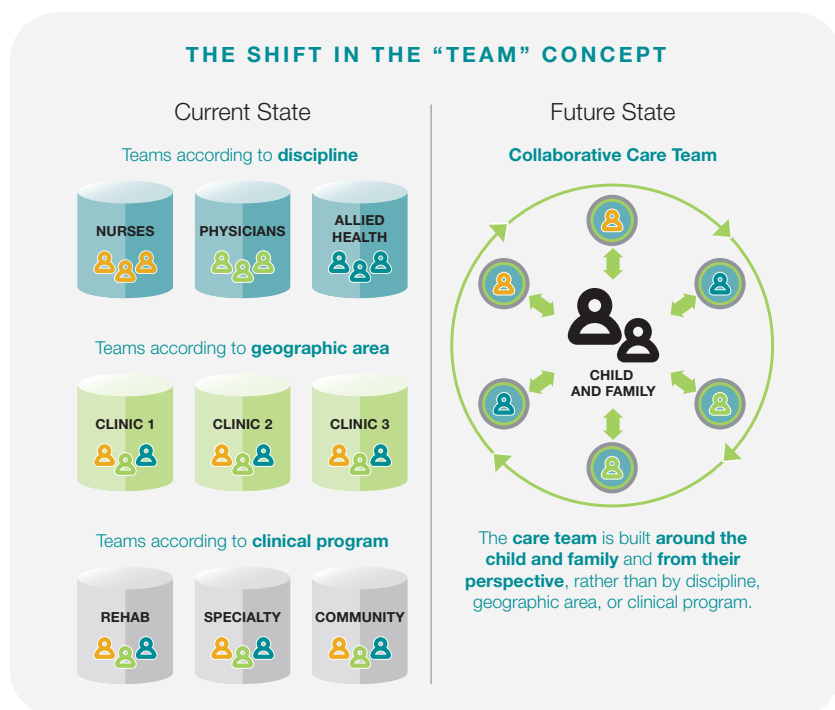 THE SHIFT IN THE “TEAM” CONCEPT
Current State
Teams according to discipline
NURSES
PHYSICIANS
ALLIED
HEALTH
Teams according to geographic area
CLINIC 1
CLINIC 2
CLINIC 3
Teams according to clinical program
REHAB
SPECIALTY
COMMUNITY
Future State
Collaborative Care Team
CHILD
AND FAMILY
The care team is built around the
child and family and from their
perspective, rather than by discipline,
geographic area, or clinical program.